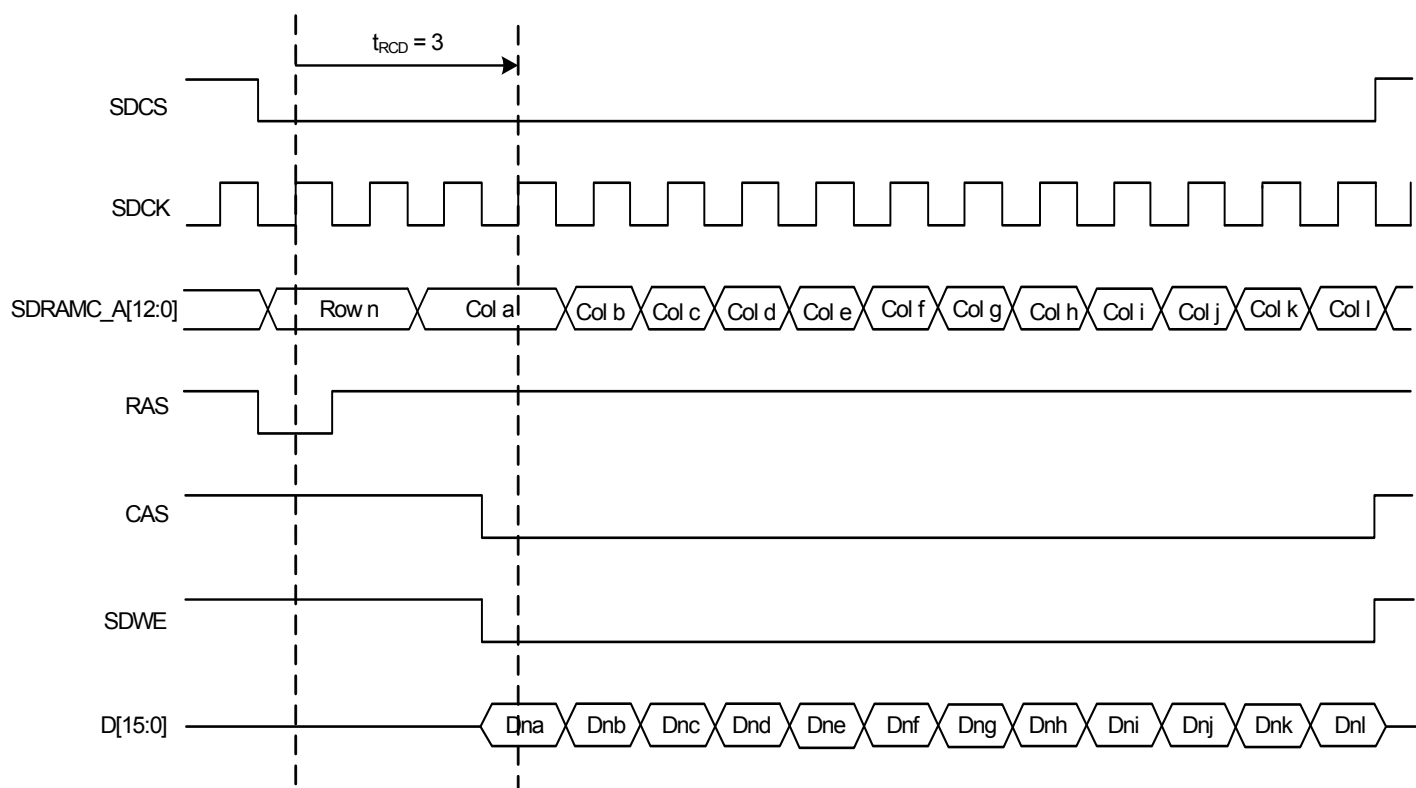 tRCD = 3
SDCS
SDCK
SDRAMC_A[12:0] Row n Col a Col b Col c Col d Col e Col f Col g Col h Col i Col j Col k Col l
RAS
CAS
SDWE
D[15:0] Dna Dnb Dnc Dnd Dne Dnf Dng Dnh Dni Dnj Dnk Dnl